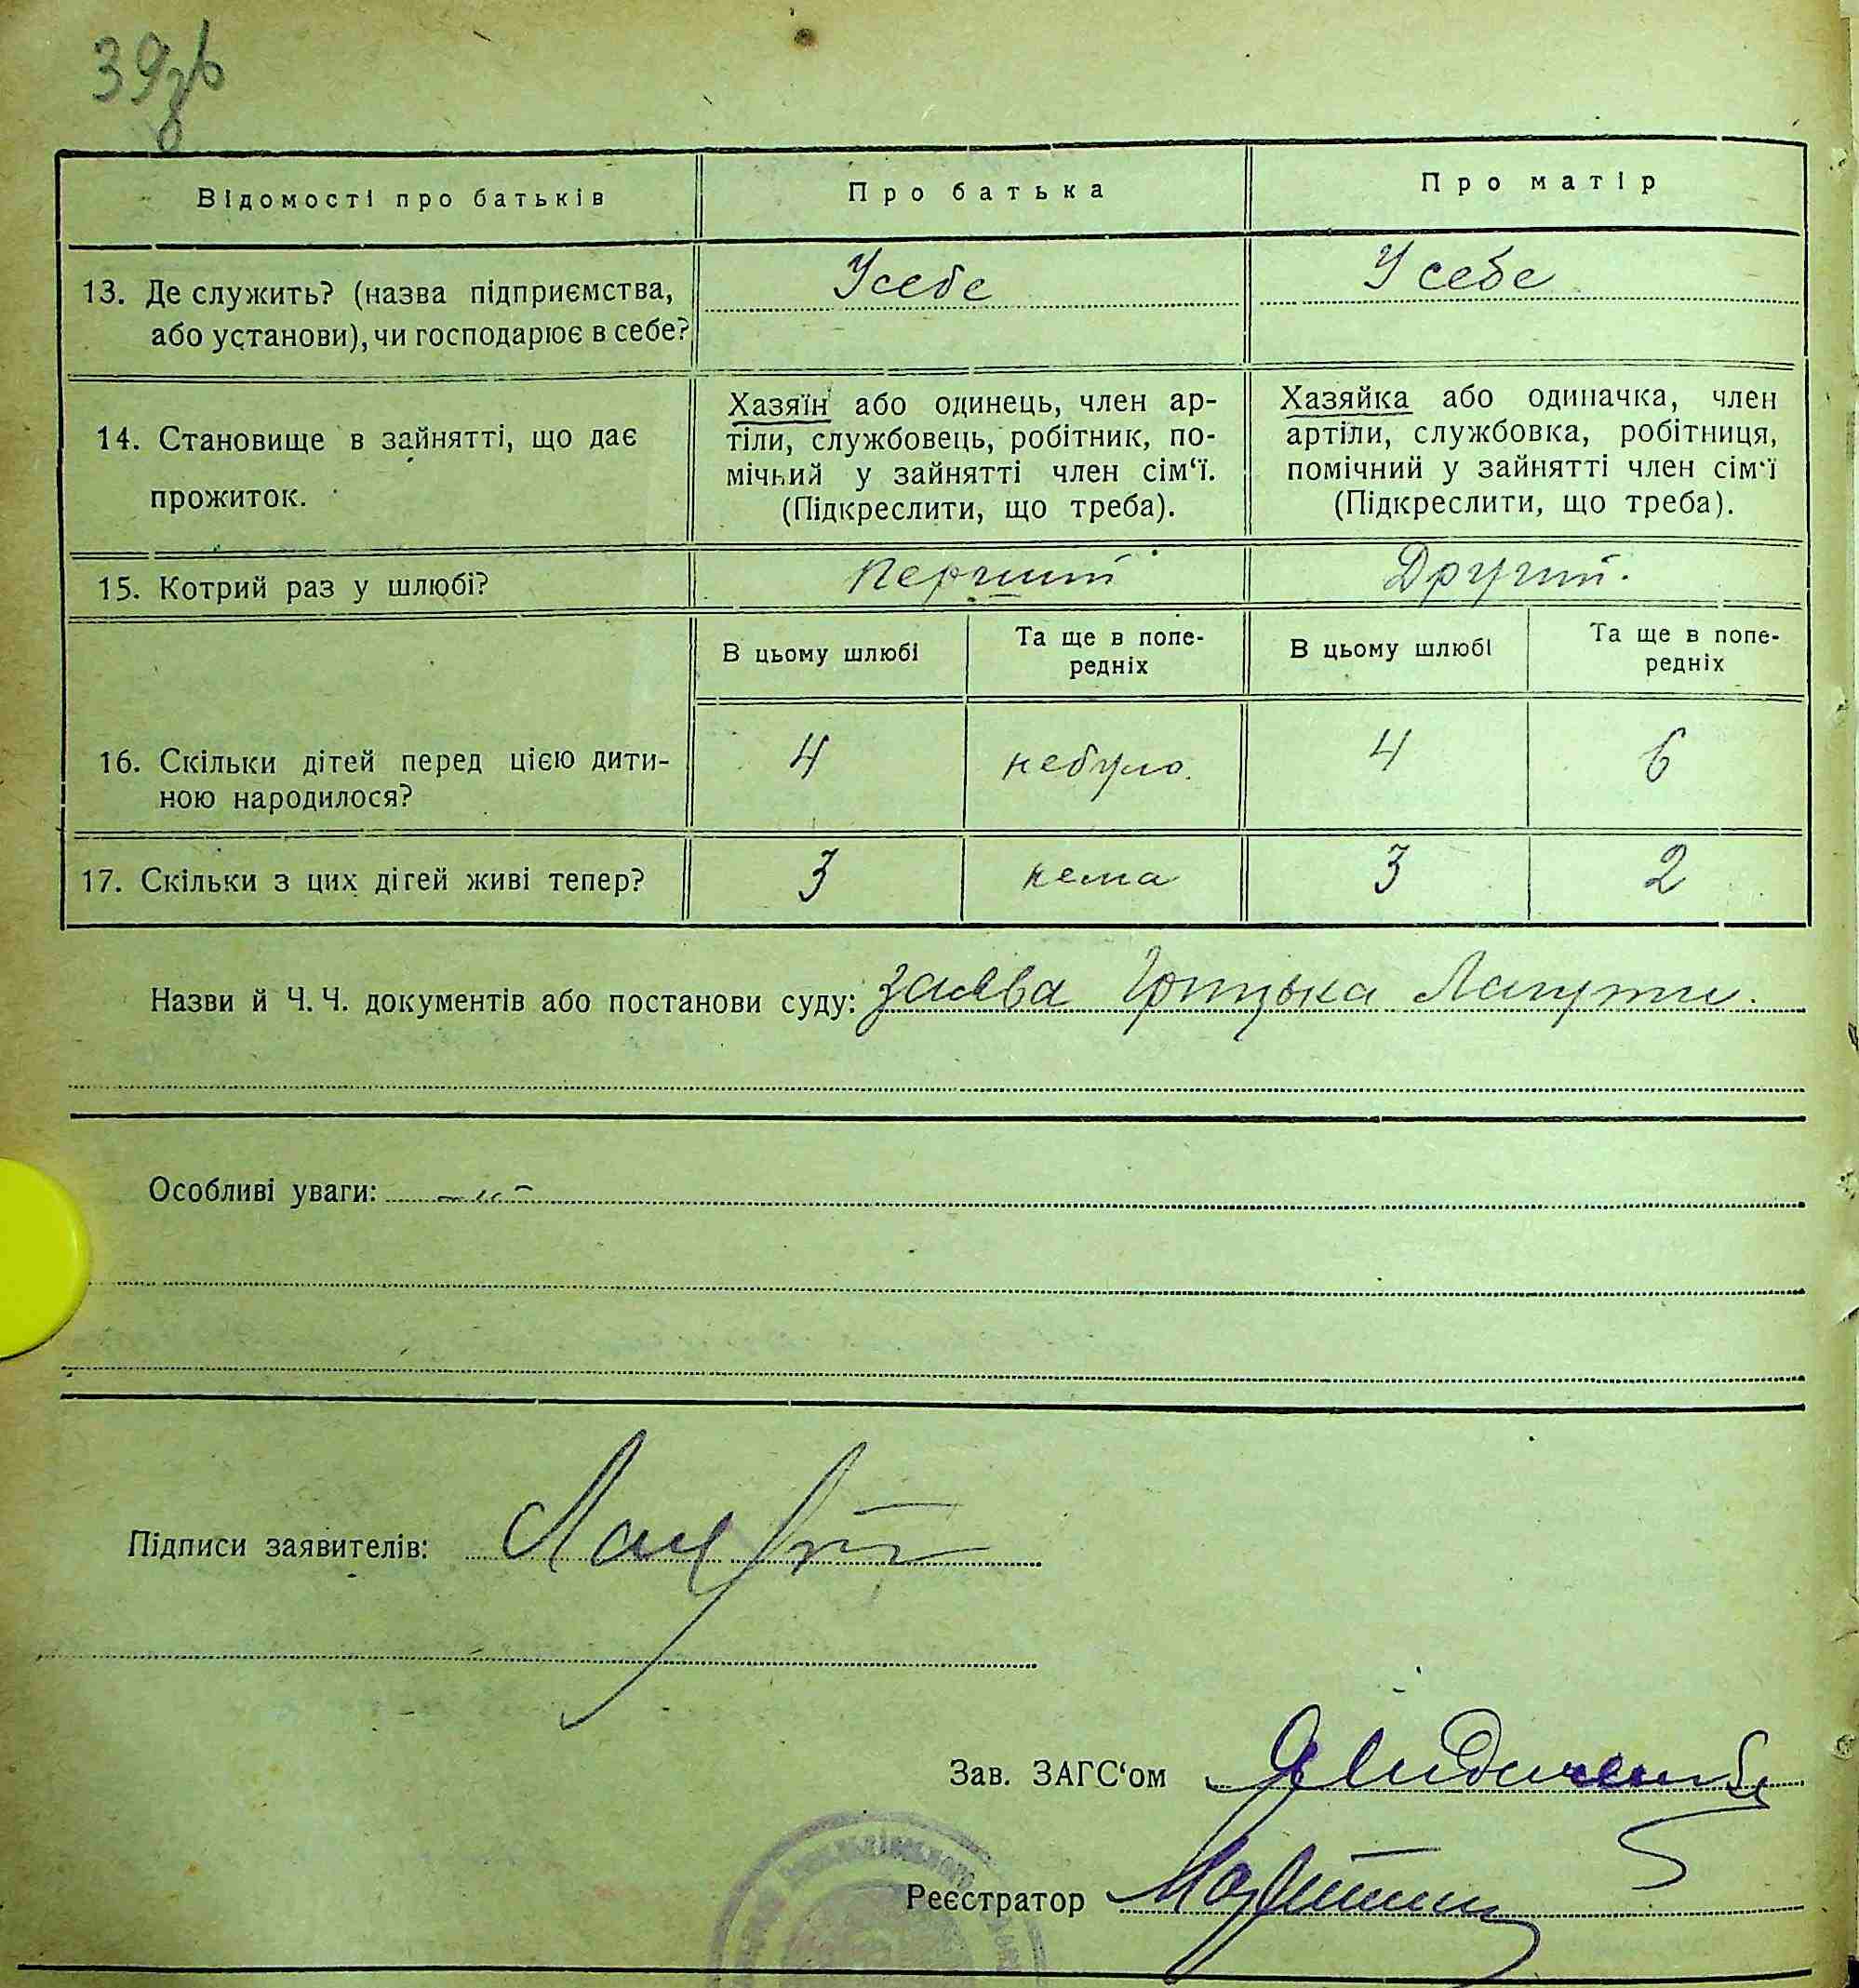 39зв
Відомості про батьків Про батька Про матір
13. Де служить? (назва підприємства, або установи), чи господарює в себе? Усебе У себе
14. Становище в зайнятті, що дає прожиток.
Хазяїн або одинець, член ар-
тіли, службовець, робітник, по-
мічний у зайнятті член сім‘ї.
(Підкреслити, що треба).
Хазяйка або одиначка, член
артіли, службовка, робітниця,
помічний у зайнятті член сім‘ї
(Підкреслити, що треба).
15. Котрий раз у шлюбі? Перший Другий.
В цьому шлюбі Та ще в попе-
редніх
В цьому шлюбі Та ще в попе-
редніх
16. Скільки дітей перед цією дити-
ною народилося? 4 небуло. 4 6
17. Скільки з цих дітей живі тепер? 3 нема 3 2
Назви й Ч. Ч. документів або постанови суду: заява Грицька Лагути.
Особливі уваги:
Підписи заявителів:
Зав. ЗАГС‘ом
Реєстратор